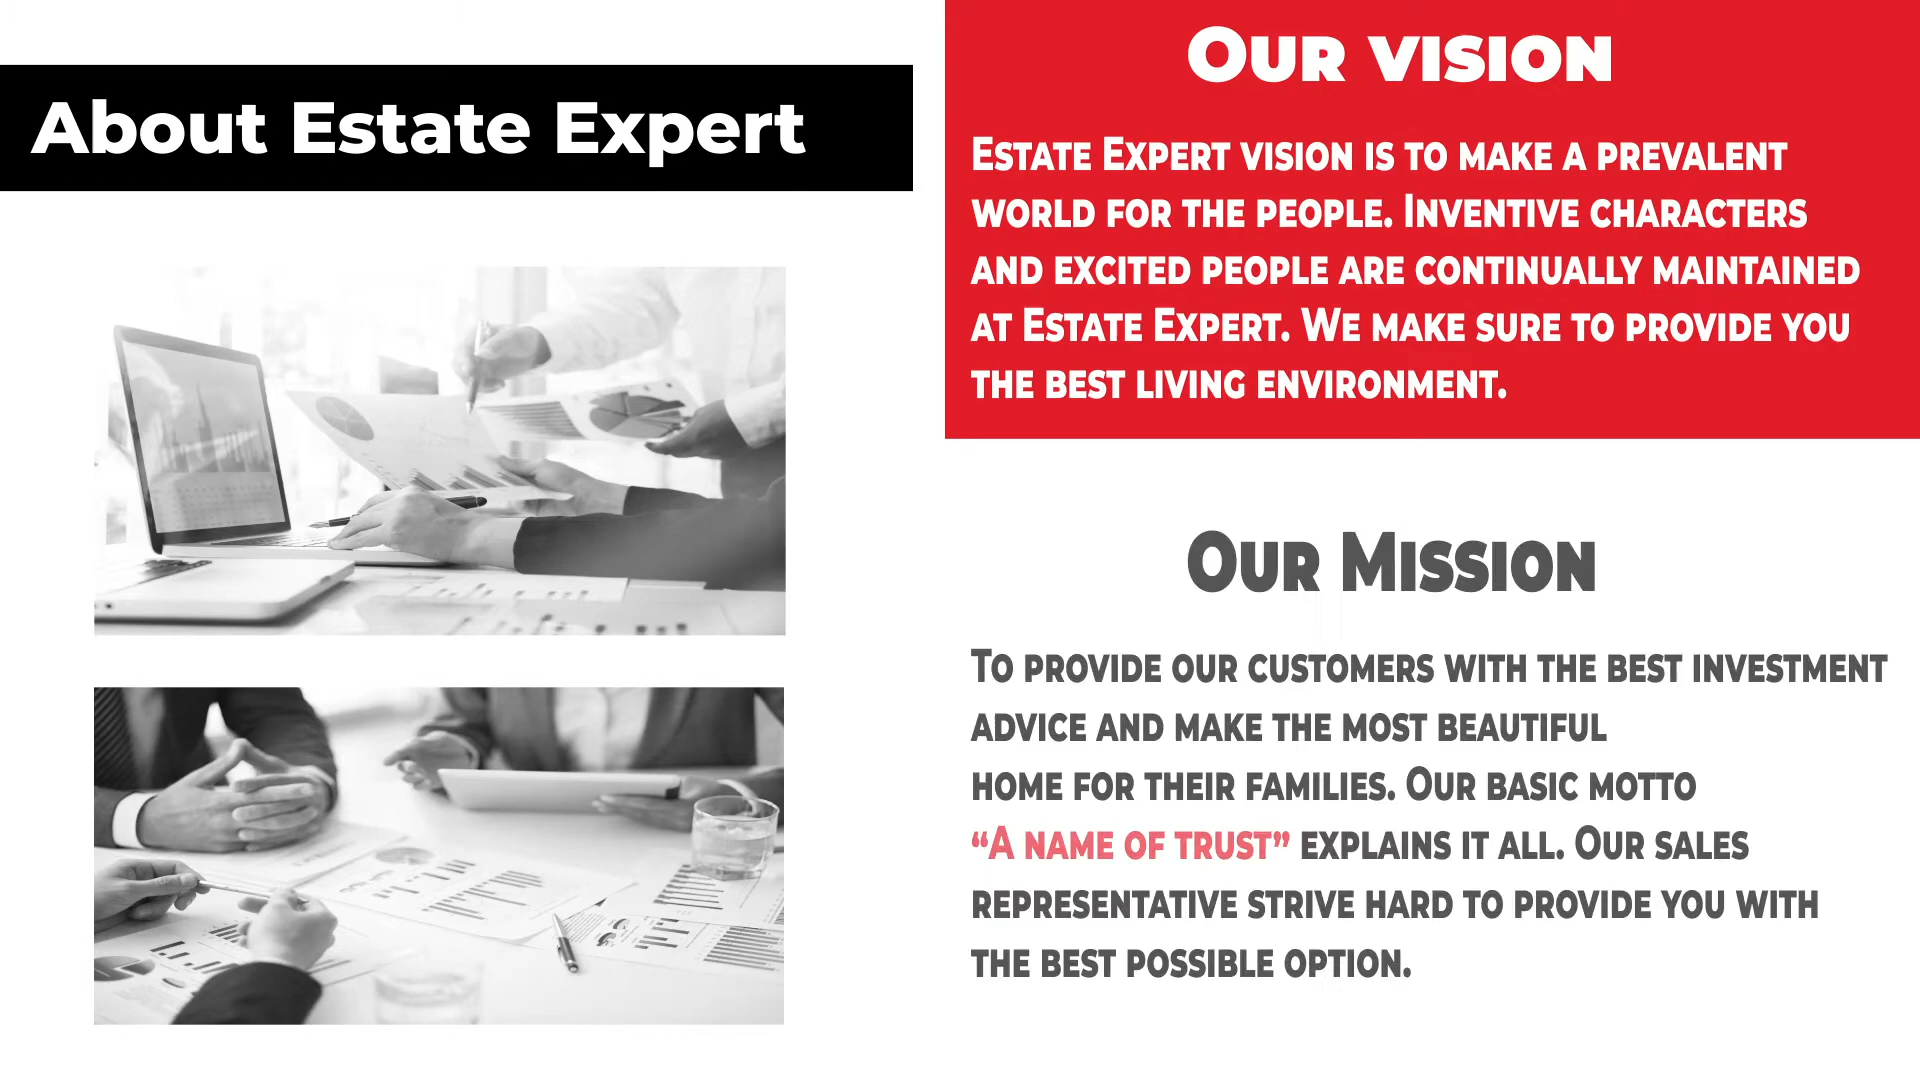 About Estate Expert
Our vision
Estate Expert vision is to make a prevalent
world for the people. Inventive characters
and excited people are continually maintained
at Estate Expert. We make sure to provide you
the best living environment.
Our Mission
To provide our customers with the best investment
advice and make the most beautiful
home for their families. Our basic motto
“A name of trust” explains it all. Our sales
representative strive hard to provide you with
the best possible option.